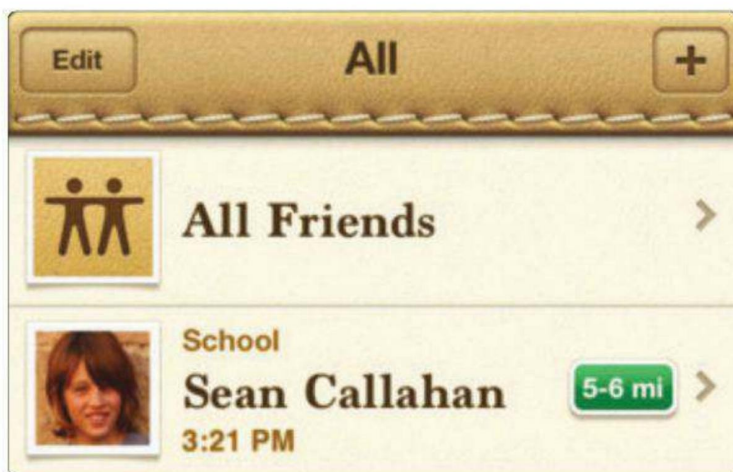 Edit
All
+
All Friends
School
Sean Callahan
5-6 mi
3:21 PM